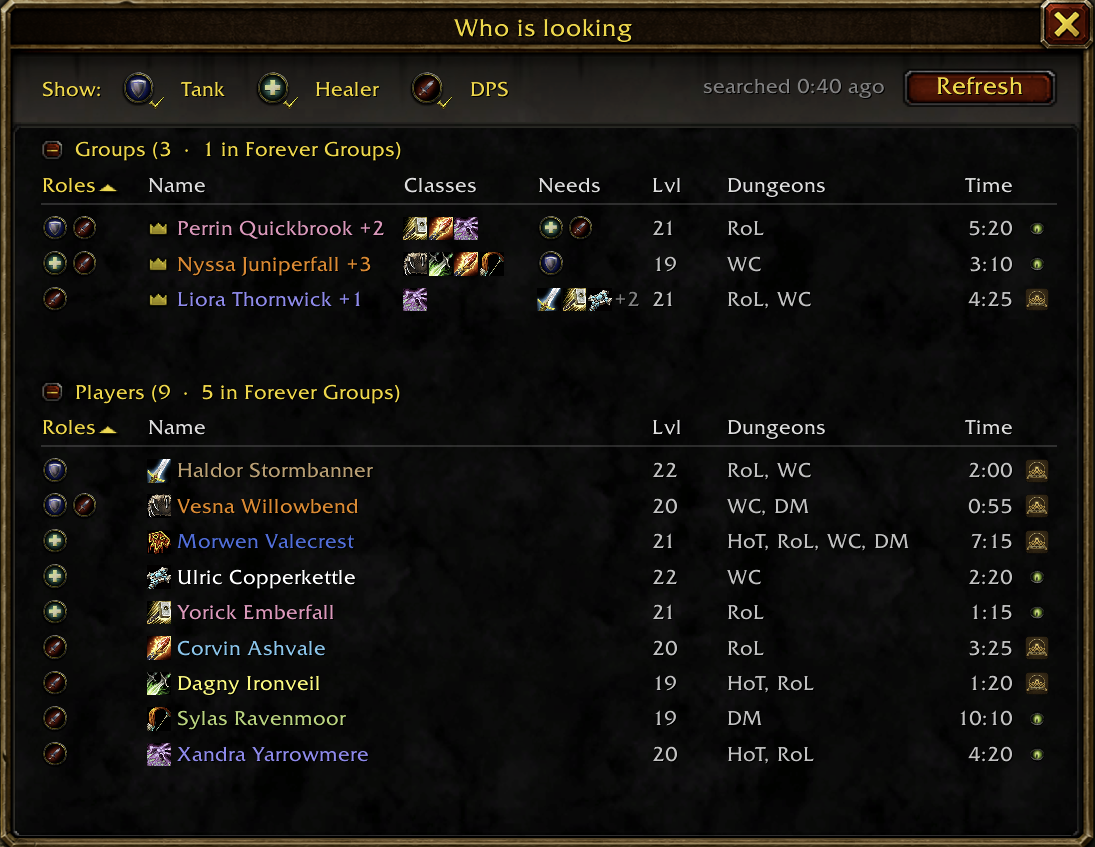 Who is looking
Show: Tank Healer DPS searched 0:40 ago Refresh
Groups (3 · 1 in Forever Groups)
Roles Name Classes Needs Lvl Dungeons Time
Perrin Quickbrook +2 21 RoL 5:20
Nyssa Juniperfall +3 19 WC 3:10
Liora Thornwick +1 +2 21 RoL, WC 4:25
Players (9 · 5 in Forever Groups)
Roles Name Lvl Dungeons Time
Haldor Stormbanner 22 RoL, WC 2:00
Vesna Willowbend 20 WC, DM 0:55
Morwen Valecrest 21 HoT, RoL, WC, DM 7:15
Ulric Copperkettle 22 WC 2:20
Yorick Emberfall 21 RoL 1:15
Corvin Ashvale 20 RoL 3:25
Dagny Ironveil 19 HoT, RoL 1:20
Sylas Ravenmoor 19 DM 10:10
Xandra Yarrowmere 20 HoT, RoL 4:20